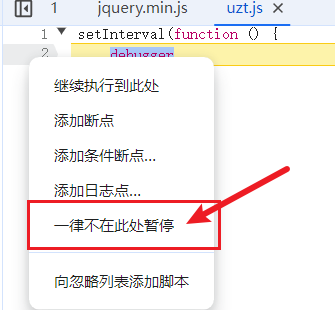 jquery.min.js
uzt.js
1
setInterval(function () {
2
debugger
继续执行到此处
添加断点
添加条件断点...
添加日志点...
一律不在此处暂停
向忽略列表添加脚本